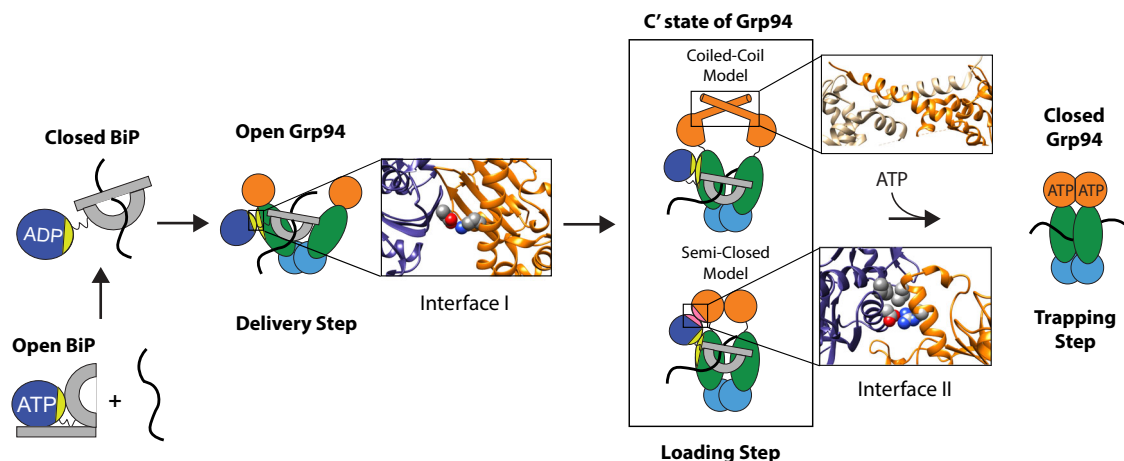 Open BiP
ATP
+
Closed BiP
ADP
Open Grp94
Interface I
Delivery Step
C’ state of Grp94
Coiled-Coil
Model
Semi-Closed
Model
Loading Step
Interface II
ATP
Closed
Grp94
ATP ATP
Trapping
Step